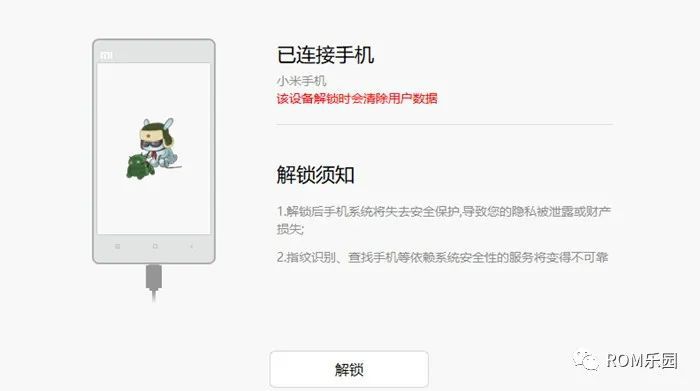 mi
已连接手机
小米手机
该设备解锁时会清除用户数据
解锁须知
1.解锁后手机系统将失去安全保护,导致您的隐私被泄露或财产
损失;
2.指纹识别、查找手机等依赖系统安全性的服务将变得不可靠
解锁
ROM乐园